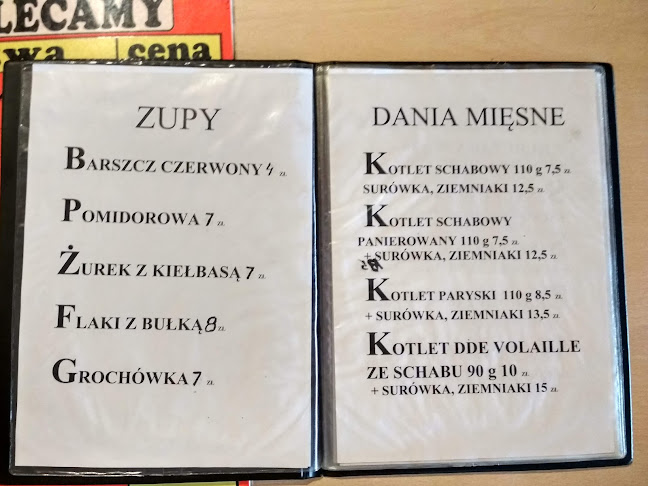 LECAMY
wa cena
ZUPY
BARSZCZ CZERWONY zł
POMIDOROWA 7 zł
ŻUREK Z KIEŁBASĄ 7 zł
FLAKI Z BUŁKĄ 8 zł
GROCHÓWKA 7 zł
DANIA MIĘSNE
KOTLET SCHABOWY 110 g 7,5 zł
SURÓWKA, ZIEMNIAKI 12,5 zł
KOTLET SCHABOWY
PANIEROWANY 110 g 7,5 zł
+ SURÓWKA, ZIEMNIAKI 12,5 zł
KOTLET PARYSKI 110 g 8,5 zł
+ SURÓWKA, ZIEMNIAKI 13,5 zł
KOTLET DDE VOLAILLE
ZE SCHABU 90 g 10 zł
+ SURÓWKA, ZIEMNIAKI 15 zł